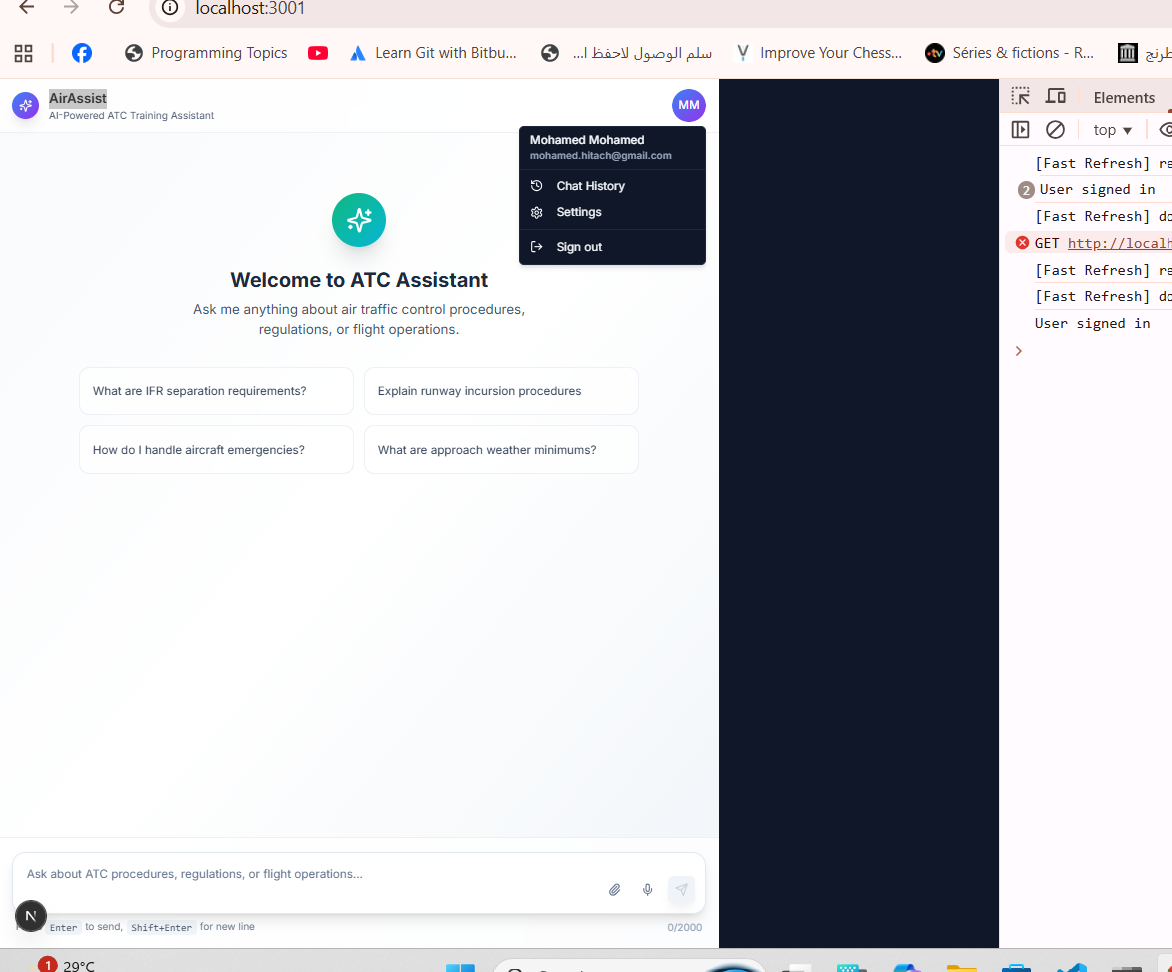 localhost:3001
Programming Topics
Learn Git with Bitbu...
سلم الوصول لاحفظ ا...
Improve Your Chess...
Séries & fictions - R...
AirAssist
AI-Powered ATC Training Assistant
MM
Elements
top
Mohamed Mohamed
mohamed.hitach@gmail.com
Chat History
Settings
Sign out
[Fast Refresh] re
2 User signed in
[Fast Refresh] do
GET http://localh
[Fast Refresh] re
[Fast Refresh] do
User signed in
Welcome to ATC Assistant
Ask me anything about air traffic control procedures,
regulations, or flight operations.
What are IFR separation requirements?
Explain runway incursion procedures
How do I handle aircraft emergencies?
What are approach weather minimums?
Ask about ATC procedures, regulations, or flight operations...
N
Enter to send, Shift+Enter for new line
0/2000
1
29°C